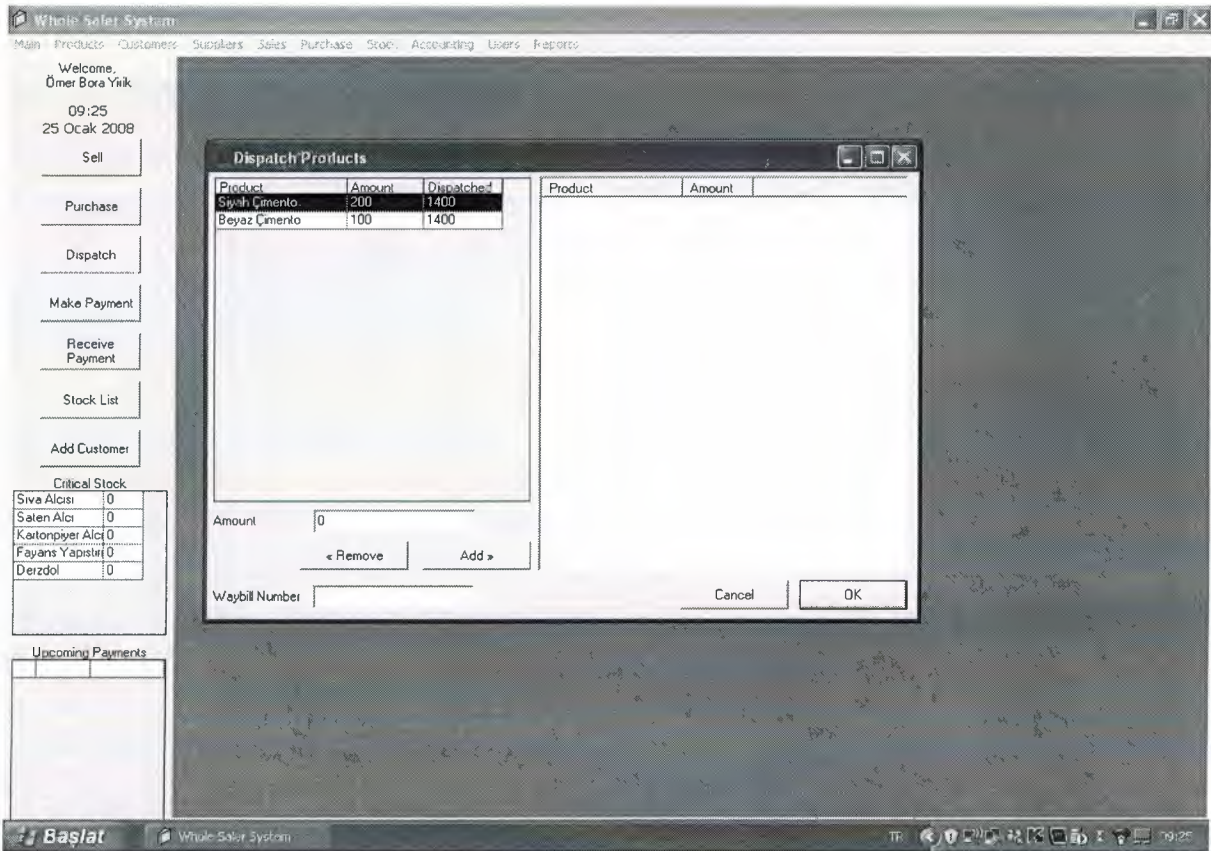 Whole Saler System
Main Products Customers Suppliers Sales Purchase Stock Accounting Users Reports
Welcome,
Ömer Bora Yirik
09:25
25 Ocak 2008
Sell
Purchase
Dispatch
Make Payment
Receive
Payment
Stock List
Add Customer
Critical Stock
Sıva Alcısı 0
Saten Alcı 0
Kartonpiyer Alcı 0
Fayans Yapıştırı 0
Derzdol 0
Upcoming Payments
Dispatch Products
Product Amount Dispatched
Siyah Çimento 200 1400
Beyaz Çimento 100 1400
Product Amount
Amount 0
« Remove Add »
Waybill Number
Cancel OK
Başlat Whole Saler System TR 09:25